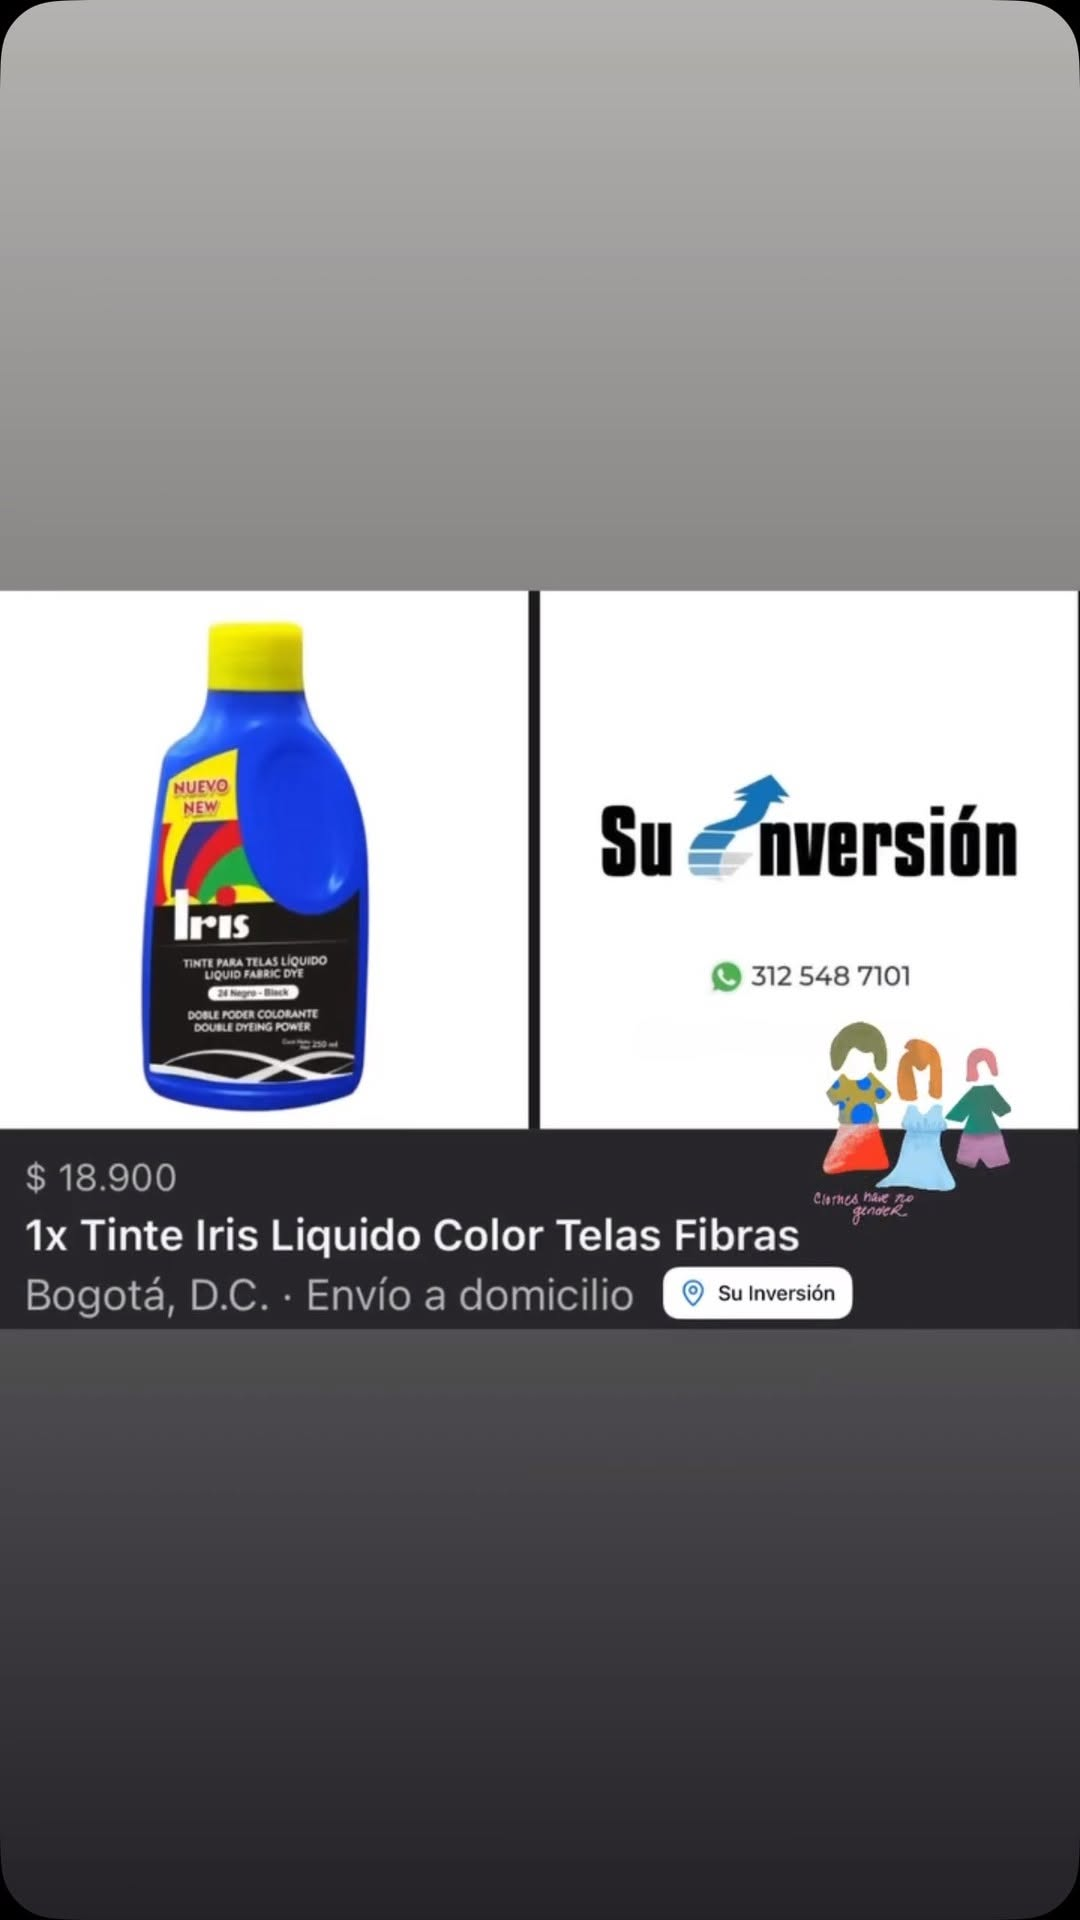 NUEVO
NEW
Iris
TINTE PARA TELAS LÍQUIDO
LIQUID FABRIC DYE
24 Negro - Black
DOBLE PODER COLORANTE
DOUBLE DYEING POWER
250 ml
Su Inversión
312 548 7101
Clothes have no
gender
$ 18.900
1x Tinte Iris Liquido Color Telas Fibras
Bogotá, D.C. · Envío a domicilio
Su Inversión